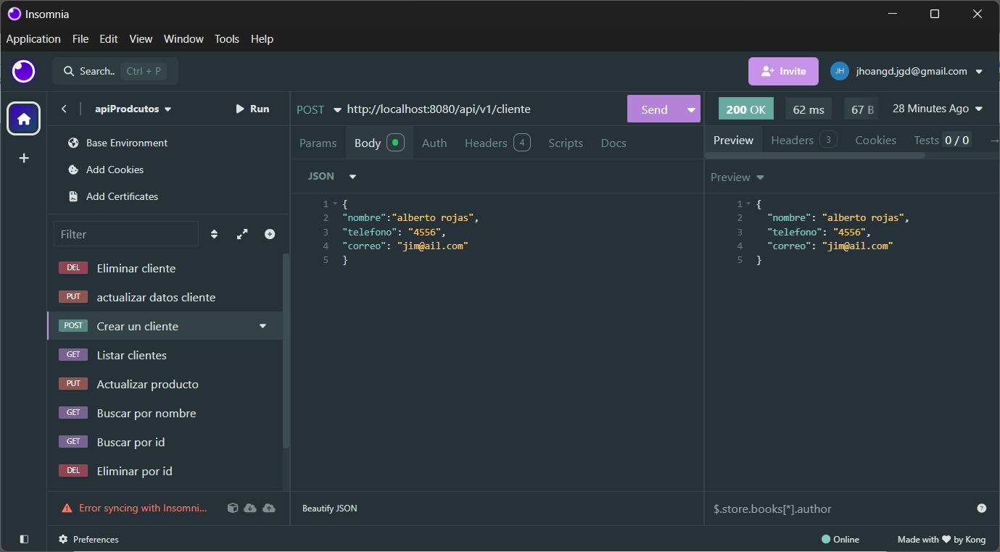 Insomnia
Application File Edit View Window Tools Help
Search.. Ctrl + P
Invite
JH
jhoangd.jgd@gmail.com
apiProdcutos
Run
Base Environment
Add Cookies
Add Certificates
Filter
DEL Eliminar cliente
PUT actualizar datos cliente
POST Crear un cliente
GET Listar clientes
PUT Actualizar producto
GET Buscar por nombre
GET Buscar por id
DEL Eliminar por id
Error syncing with Insomni...
POST http://localhost:8080/api/v1/cliente Send
Params Body Auth Headers 4 Scripts Docs
JSON
1 {
2 "nombre":"alberto rojas",
3 "telefono": "4556",
4 "correo": "jim@ail.com"
5 }
Beautify JSON
200 OK 62 ms 67 B 28 Minutes Ago
Preview Headers 3 Cookies Tests 0 / 0 →
Preview
1 {
2 "nombre": "alberto rojas",
3 "telefono": "4556",
4 "correo": "jim@ail.com"
5 }
$.store.books[*].author
?
Preferences
Online
Made with ❤ by Kong